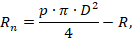 Rₙ = (p · π · D²)/4 − R,